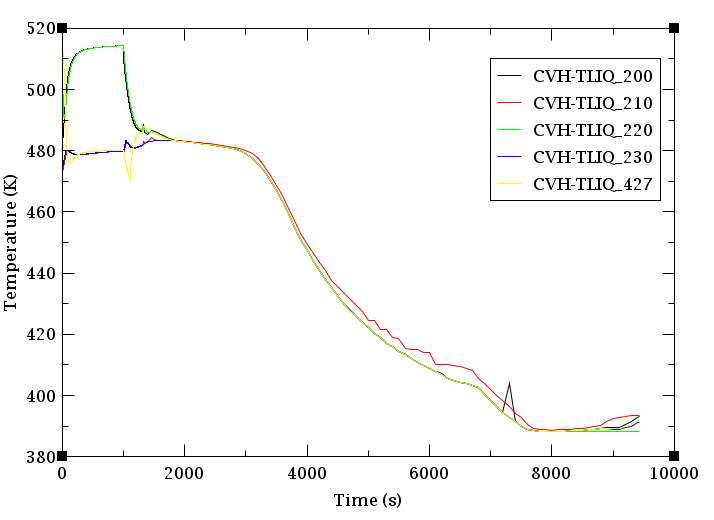 520
500
480
460
440
420
400
380
Temperature (K)
CVH-TLIQ_200
CVH-TLIQ_210
CVH-TLIQ_220
CVH-TLIQ_230
CVH-TLIQ_427
0 2000 4000 6000 8000 10000
Time (s)